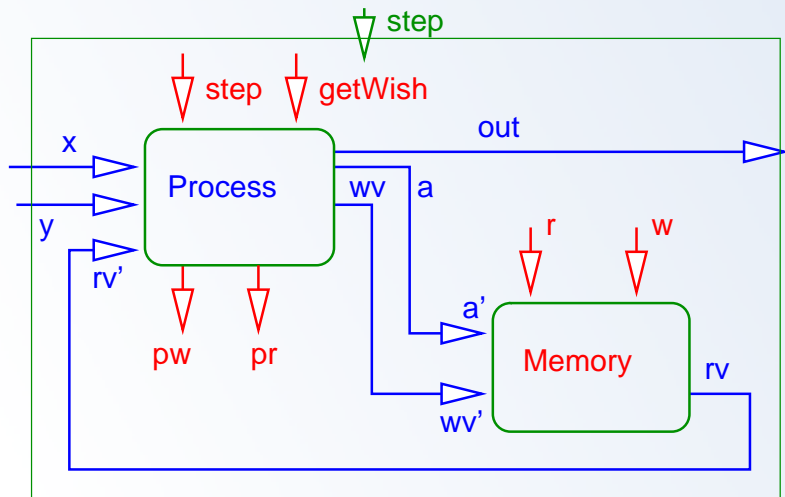 step
step
getWish
x
out
Process
wv
a
y
rv’
r
w
a’
pw
pr
Memory
rv
wv’